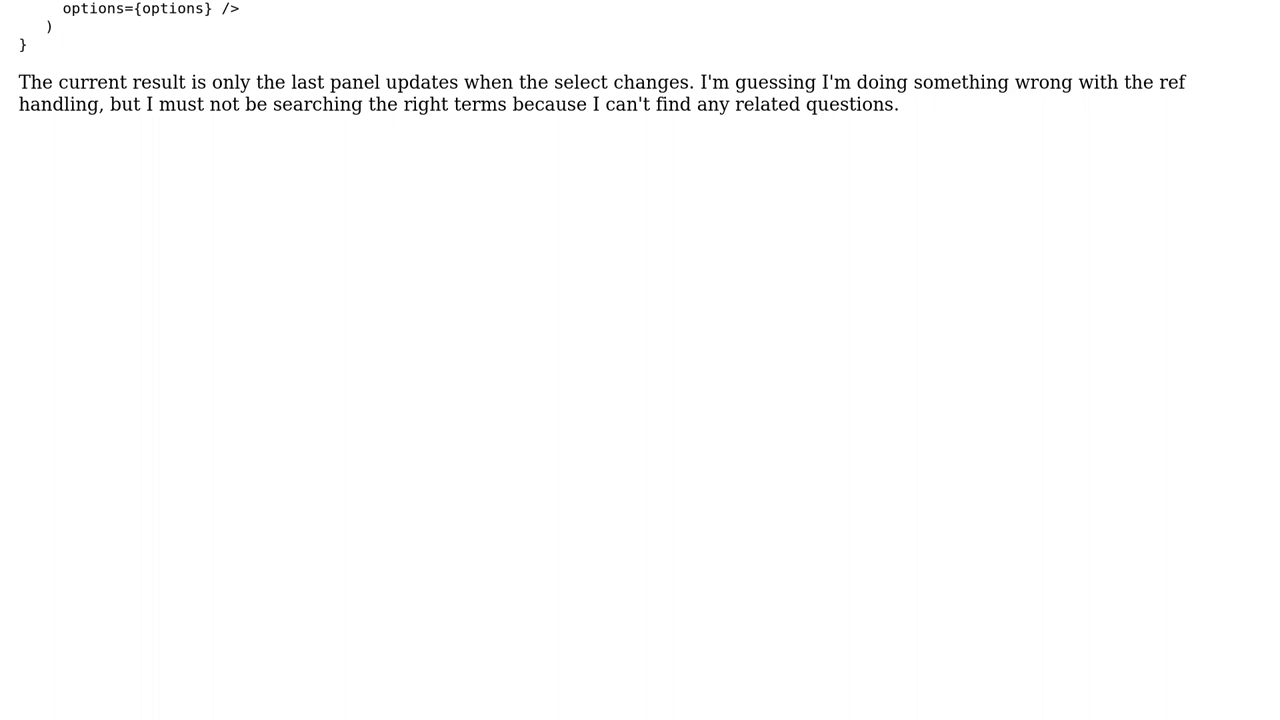 options={options} />
)
}
The current result is only the last panel updates when the select changes. I'm guessing I'm doing something wrong with the ref
handling, but I must not be searching the right terms because I can't find any related questions.